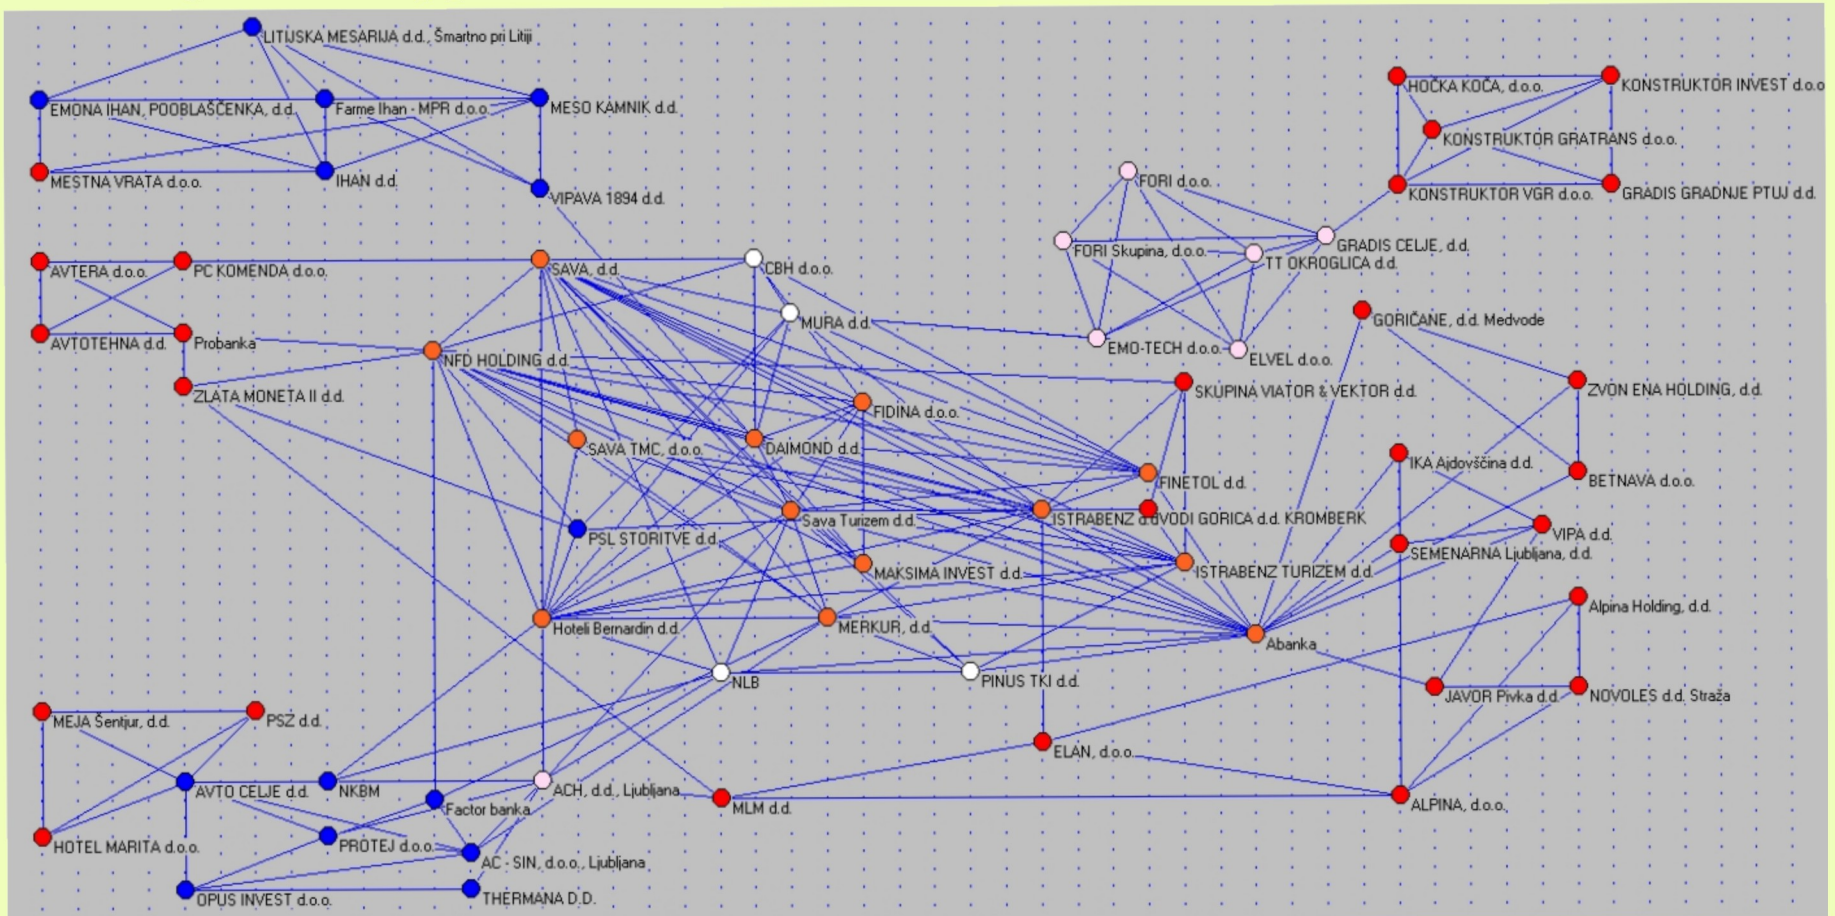 LITIJSKA MESARIJA d.d., Šmartno pri Litiji
EMONA IHAN, POOBLAŠČENKA, d.d.
Farme Ihan - MPR d.o.o.
MESO KAMNIK d.d.
HOČKA KOČA, d.o.o.
KONSTRUKTOR INVEST d.o.o
KONSTRUKTOR GRATRANS d.o.o.
MESTNA VRATA d.o.o.
IHAN d.d.
VIPAVA 1894 d.d.
FORI d.o.o.
KONSTRUKTOR VGR d.o.o.
GRADIS GRADNJE PTUJ d.d.
FORI Skupina, d.o.o.
GRADIS CELJE, d.d.
TT OKROGLICA d.d.
AVTERA d.o.o.
PC KOMENDA d.o.o.
SAVA, d.d.
CBH d.o.o.
MURA d.d.
AVTOTEHNA d.d.
Probanka
NFD HOLDING d.d.
EMO-TECH d.o.o.
ELVEL d.o.o.
GORIČANE, d.d. Medvode
ZLATA MONETA II d.d.
SKUPINA VIATOR & VEKTOR d.d.
ZVON ENA HOLDING, d.d.
FIDINA d.o.o.
SAVA TMC, d.o.o.
DAIMOND d.d.
FINETOL d.d.
IKA Ajdovščina d.d.
BETNAVA d.o.o.
PSL STORITVE d.d.
Sava Turizem d.d.
ISTRABENZ
VODI GORICA d.d. KROMBERK
VIPA d.d.
SEMENARNA Ljubljana, d.d.
MAKSIMA INVEST d.d.
ISTRABENZ TURIZEM d.d.
Hoteli Bernardin d.d.
MERKUR, d.d.
Abanka
Alpina Holding, d.d.
NLB
PINUS TKI d.d.
JAVOR Pivka d.d.
NOVOLES d.d. Straža
MEJA Šentjur, d.d.
PSZ d.d.
ELAN, d.o.o.
AVTO CELJE d.d.
NKBM
Factor banka
ACH, d.d., Ljubljana
MLM d.d.
ALPINA, d.o.o.
HOTEL MARITA d.o.o.
PROTEJ d.o.o.
AC - SIN, d.o.o., Ljubljana
OPUS INVEST d.o.o.
THERMANA D.D.